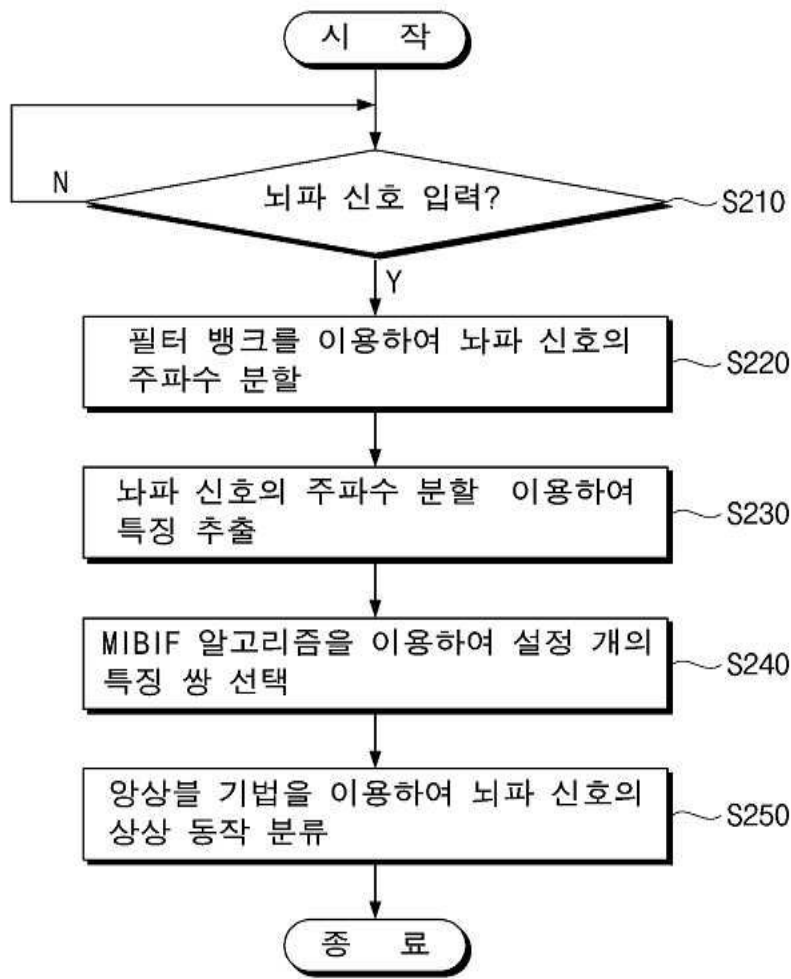 시 작
뇌파 신호 입력?
N
S210
Y
필터 뱅크를 이용하여 뇌파 신호의
주파수 분할
S220
뇌파 신호의 주파수 분할 이용하여
특징 추출
S230
MIBIF 알고리즘을 이용하여 설정 개의
특징 쌍 선택
S240
앙상블 기법을 이용하여 뇌파 신호의
상상 동작 분류
S250
종 료